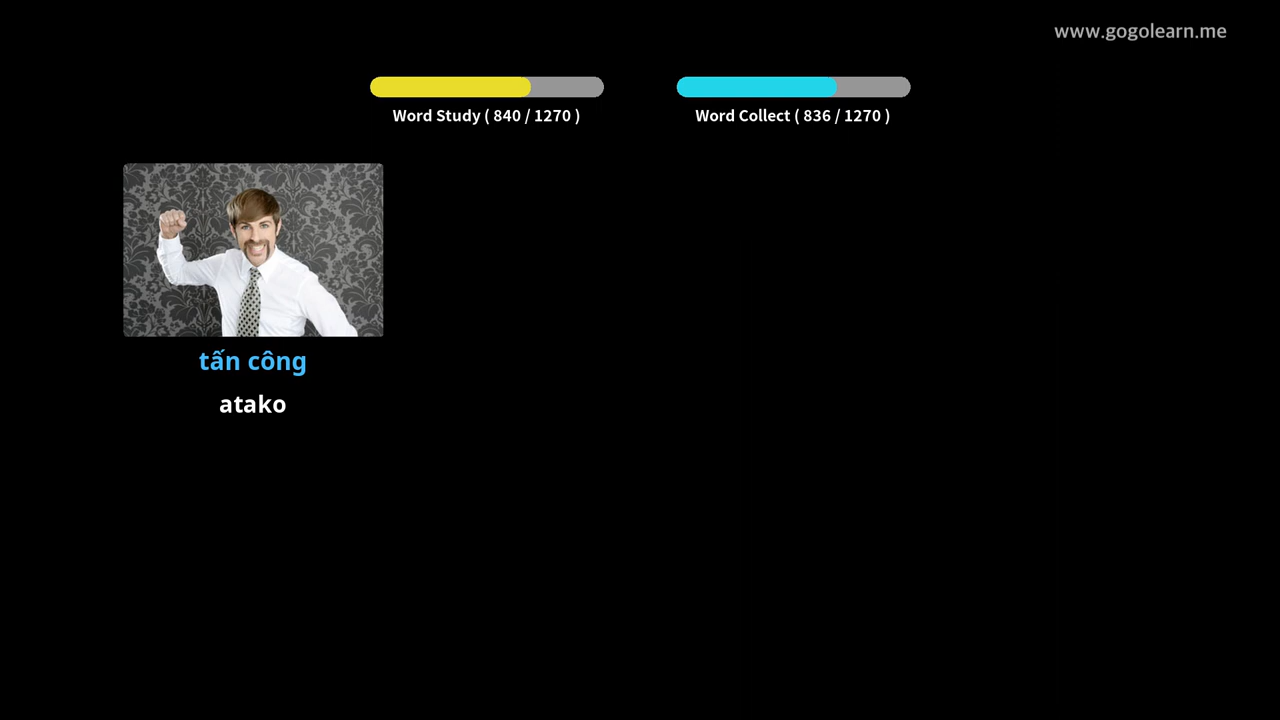 www.gogolearn.me
Word Study ( 840 / 1270 )
Word Collect ( 836 / 1270 )
tấn công
atako